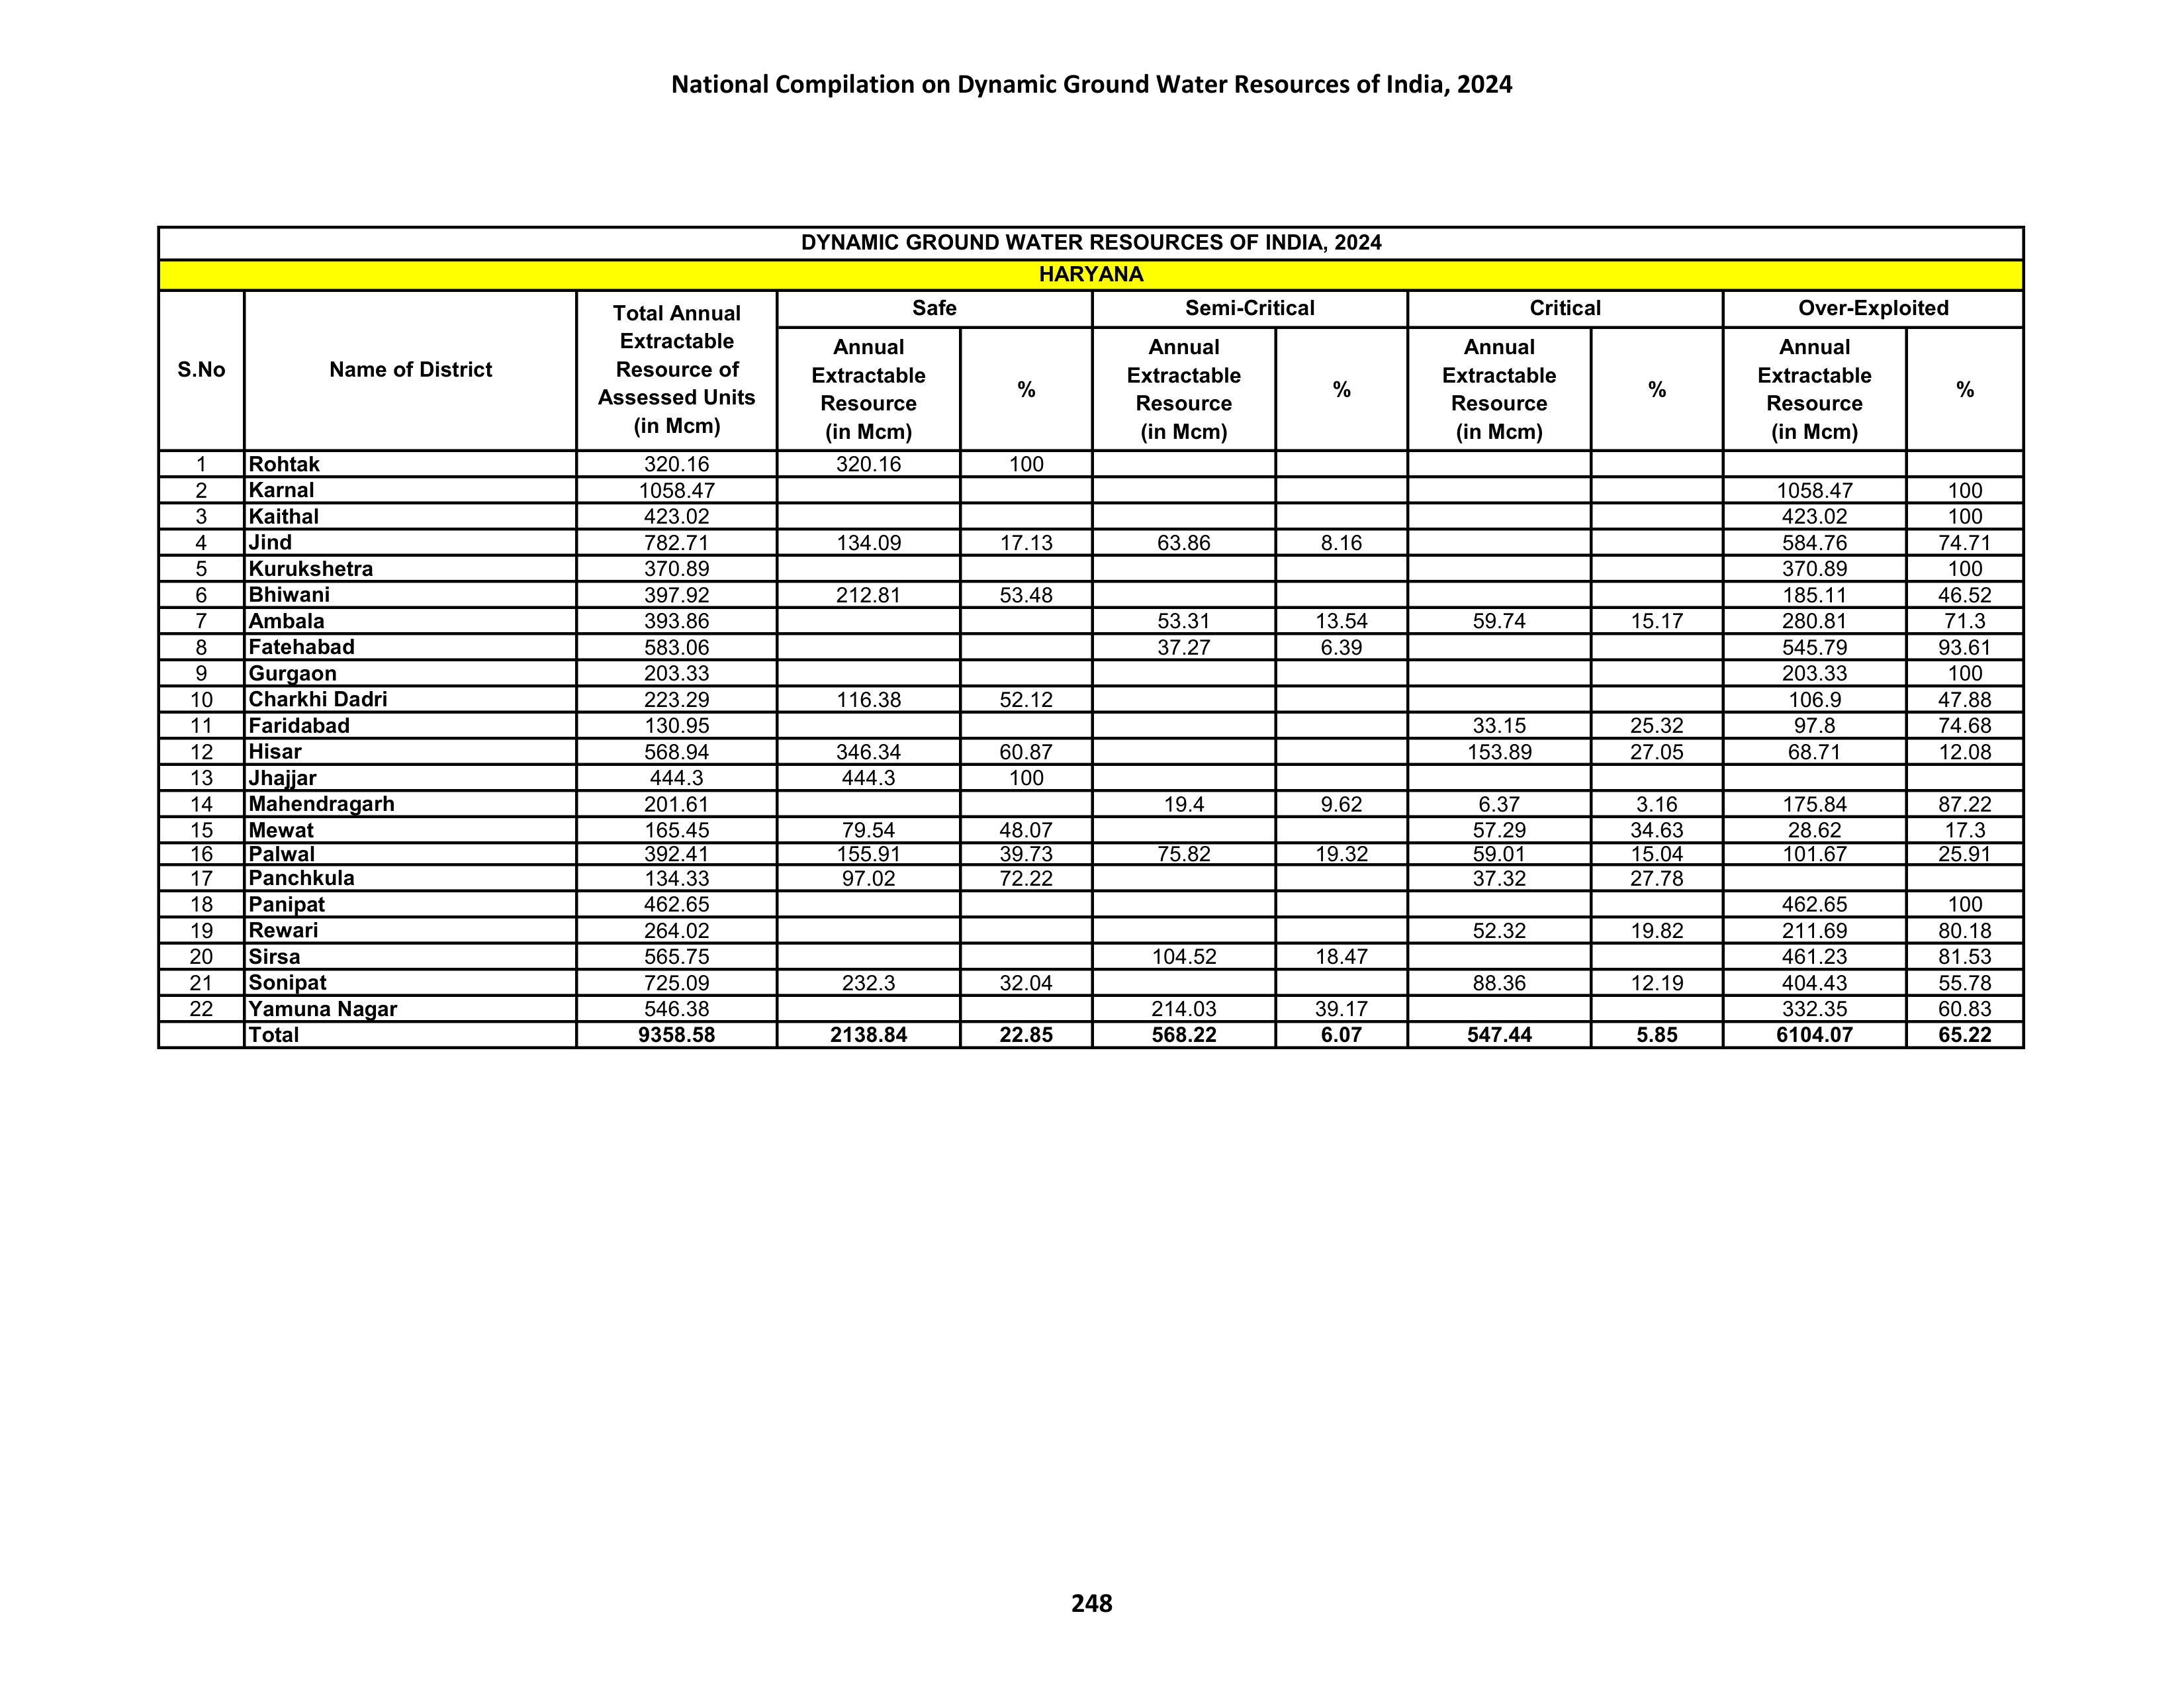 National Compilation on Dynamic Ground Water Resources of India, 2024
DYNAMIC GROUND WATER RESOURCES OF INDIA, 2024
HARYANA
S.No
Name of District
Total Annual
Extractable
Resource of
Assessed Units
(in Mcm)
Safe
Semi-Critical
Critical
Over-Exploited
Annual
Extractable
Resource
(in Mcm)
%
Annual
Extractable
Resource
(in Mcm)
%
Annual
Extractable
Resource
(in Mcm)
%
Annual
Extractable
Resource
(in Mcm)
%
1 Rohtak 320.16 320.16 100
2 Karnal 1058.47 1058.47 100
3 Kaithal 423.02 423.02 100
4 Jind 782.71 134.09 17.13 63.86 8.16 584.76 74.71
5 Kurukshetra 370.89 370.89 100
6 Bhiwani 397.92 212.81 53.48 185.11 46.52
7 Ambala 393.86 53.31 13.54 59.74 15.17 280.81 71.3
8 Fatehabad 583.06 37.27 6.39 545.79 93.61
9 Gurgaon 203.33 203.33 100
10 Charkhi Dadri 223.29 116.38 52.12 106.9 47.88
11 Faridabad 130.95 33.15 25.32 97.8 74.68
12 Hisar 568.94 346.34 60.87 153.89 27.05 68.71 12.08
13 Jhajjar 444.3 444.3 100
14 Mahendragarh 201.61 19.4 9.62 6.37 3.16 175.84 87.22
15 Mewat 165.45 79.54 48.07 57.29 34.63 28.62 17.3
16 Palwal 392.41 155.91 39.73 75.82 19.32 59.01 15.04 101.67 25.91
17 Panchkula 134.33 97.02 72.22 37.32 27.78
18 Panipat 462.65 462.65 100
19 Rewari 264.02 52.32 19.82 211.69 80.18
20 Sirsa 565.75 104.52 18.47 461.23 81.53
21 Sonipat 725.09 232.3 32.04 88.36 12.19 404.43 55.78
22 Yamuna Nagar 546.38 214.03 39.17 332.35 60.83
Total 9358.58 2138.84 22.85 568.22 6.07 547.44 5.85 6104.07 65.22
248